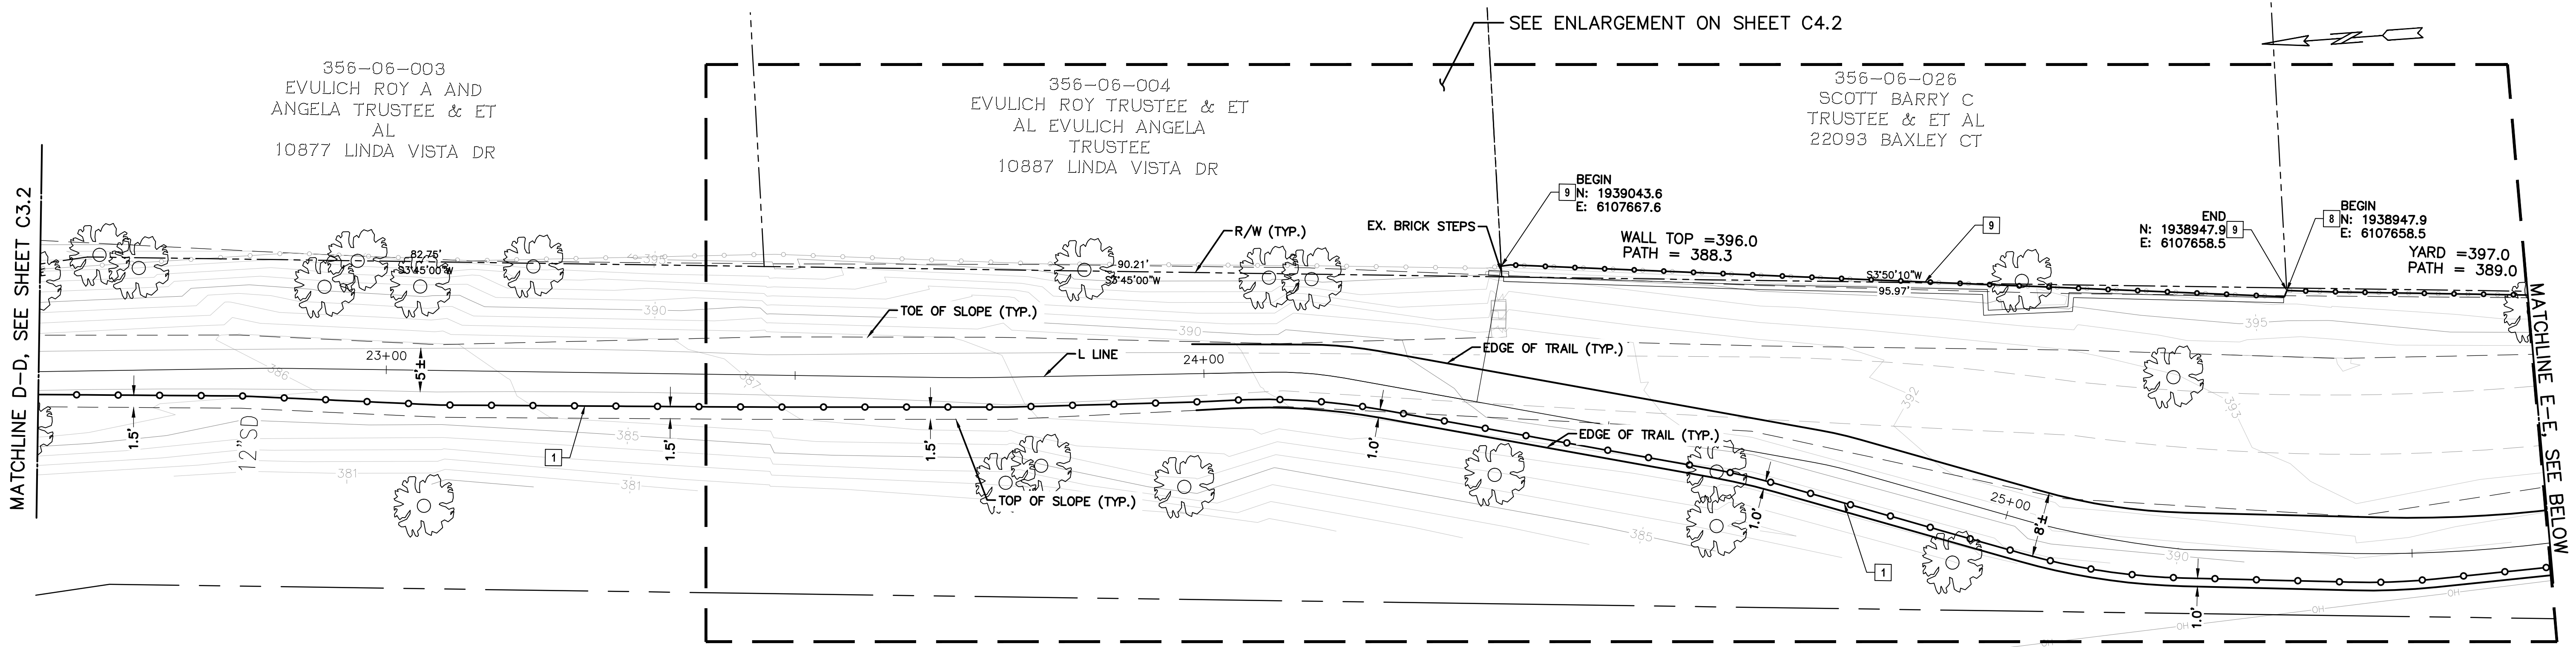 SEE ENLARGEMENT ON SHEET C4.2
356-06-003
EVULICH ROY A AND
ANGELA TRUSTEE & ET
AL
10877 LINDA VISTA DR
356-06-004
EVULICH ROY TRUSTEE & ET
AL EVULICH ANGELA
TRUSTEE
10887 LINDA VISTA DR
356-06-026
SCOTT BARRY C
TRUSTEE & ET AL
22093 BAXLEY CT
MATCHLINE D-D, SEE SHEET C3.2
9
BEGIN
N: 1939043.6
E: 6107667.6
EX. BRICK STEPS
R/W (TYP.)
WALL TOP =396.0
PATH = 388.3
9
END
N: 1938947.9
E: 6107658.5
9
8
BEGIN
N: 1938947.9
E: 6107658.5
YARD =397.0
PATH = 389.0
82.75'
S3°45'00"W
395
90.21'
S3°45'00"W
S3°50'10"W
95.97'
390
TOE OF SLOPE (TYP.)
390
395
23+00
5'±
L LINE
24+00
EDGE OF TRAIL (TYP.)
386
387
392
393
1.5'
12"SD
385
1
1.5'
1.5'
1.0'
EDGE OF TRAIL (TYP.)
381
381
TOP OF SLOPE (TYP.)
385
1.0'
1
25+00
8'±
390
1.0'
OH
OH
OH
OH
MATCHLINE E-E, SEE BELOW